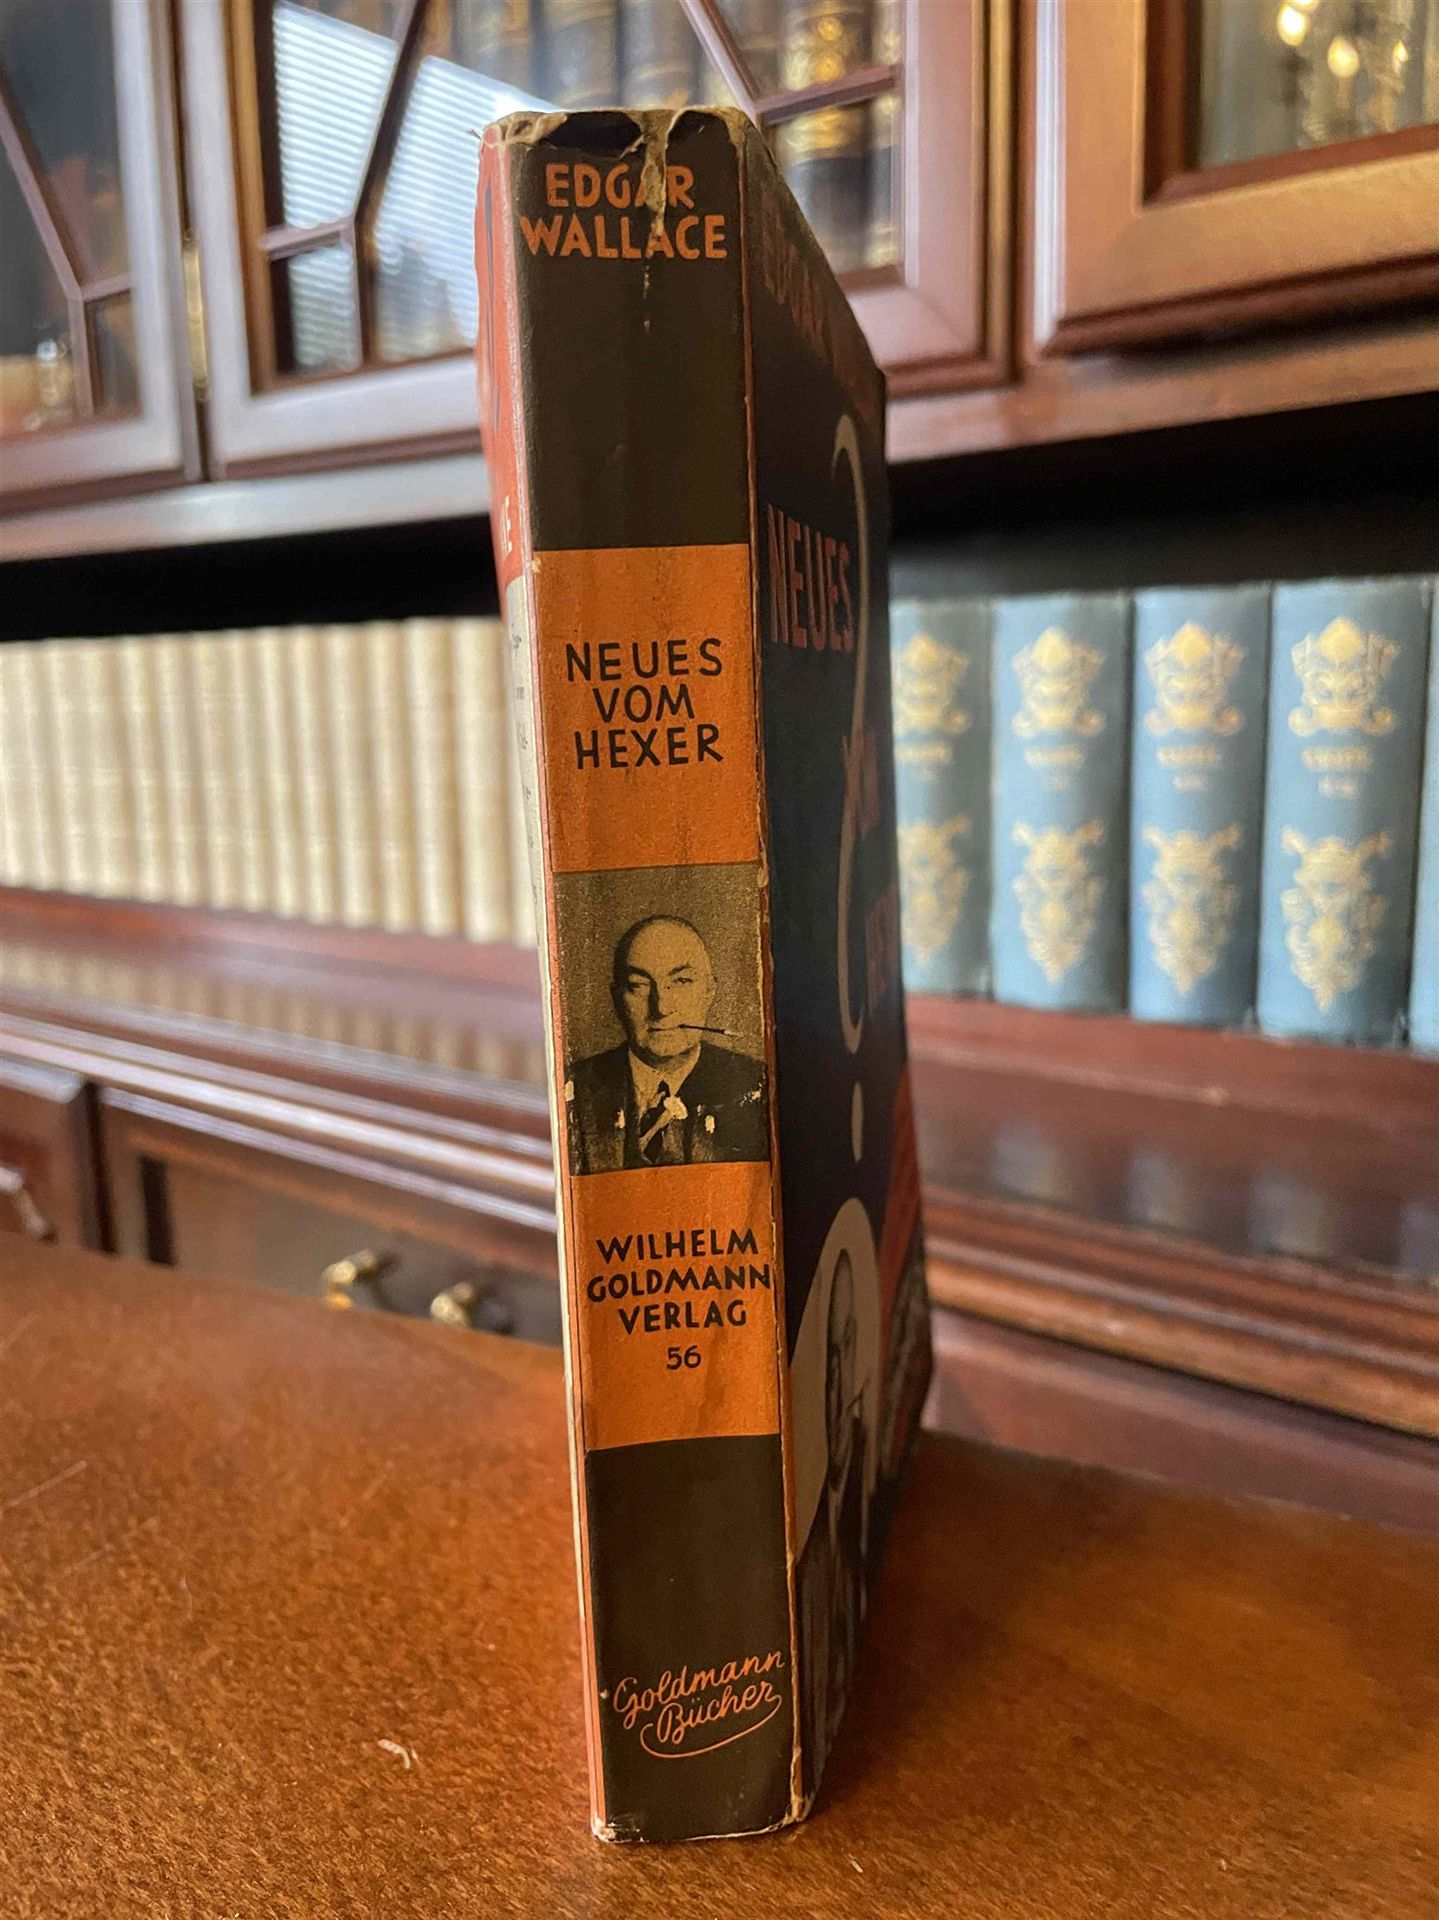 EDGAR
WALLACE
NEUES
VOM
HEXER
WILHELM
GOLDMANN
VERLAG
56
Goldmann
Bücher
NEUES